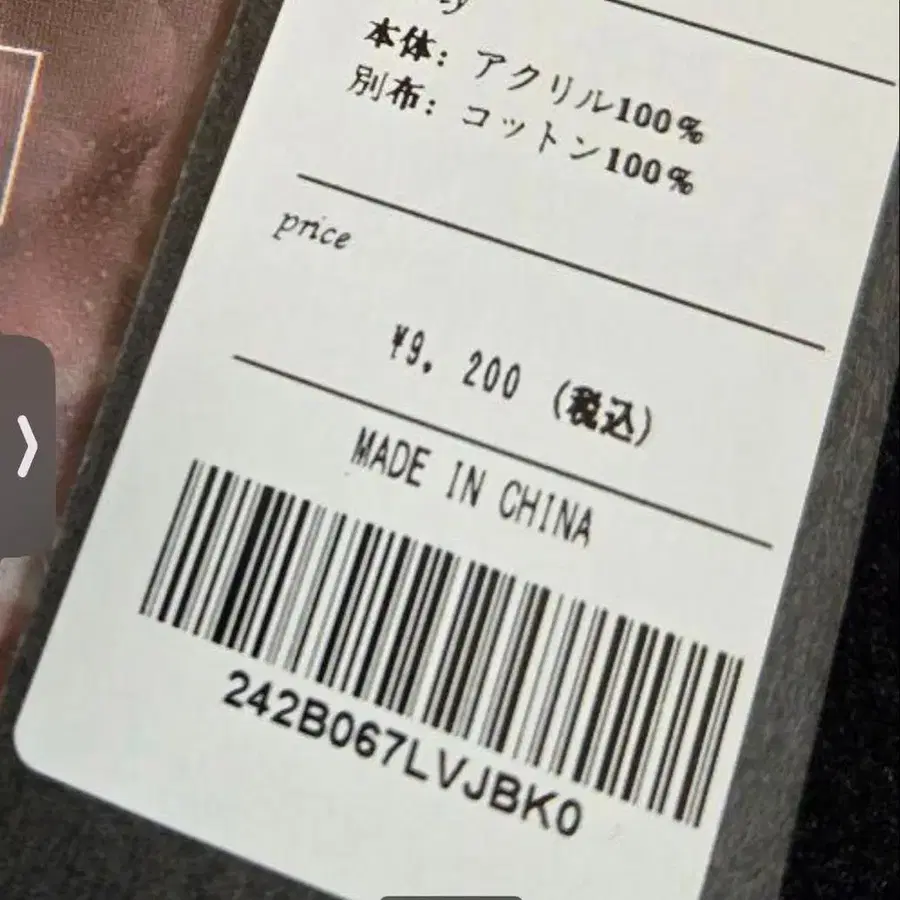 本体: アクリル100%
別布: コットン100%
price
¥9, 200 (税込)
MADE IN CHINA
242B067LVJBK0